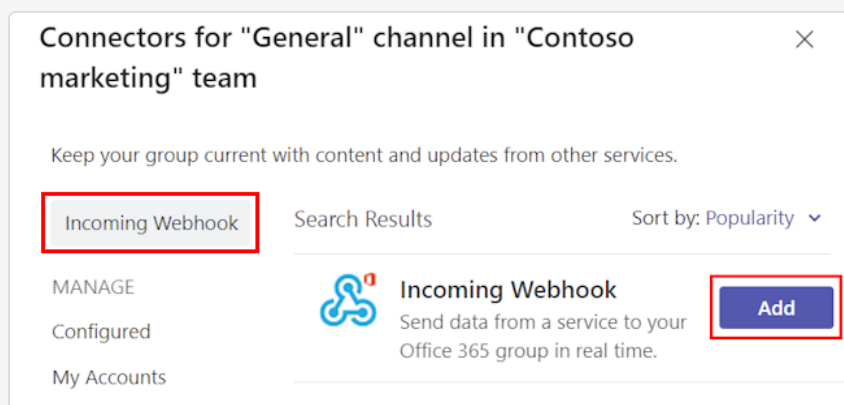 Connectors for "General" channel in "Contoso
marketing" team
Keep your group current with content and updates from other services.
Incoming Webhook
Search Results
Sort by: Popularity
MANAGE
Configured
My Accounts
Incoming Webhook
Send data from a service to your
Office 365 group in real time.
Add